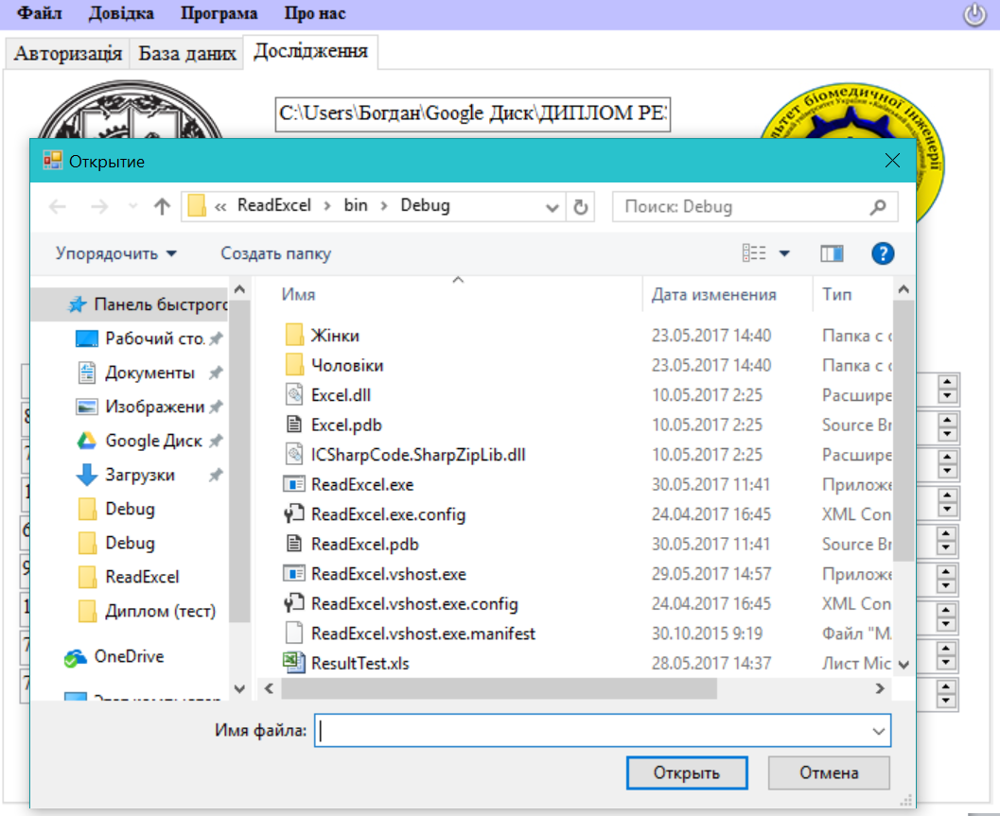 Файл Довідка Програма Про нас
Авторизація База даних Дослідження
C:\Users\Богдан\Google Диск\ДИПЛОМ РЕЗ
біомедичної інженерії
Открытие
« ReadExcel › bin › Debug
Поиск: Debug
Упорядочить Создать папку
Имя Дата изменения Тип
Панель быстрого
Рабочий сто.
Документы
Изображени
Google Диск
Загрузки
Debug
Debug
ReadExcel
Диплом (тест)
OneDrive
Этот компьютер
Жінки 23.05.2017 14:40 Папка с
Чоловіки 23.05.2017 14:40 Папка с
Excel.dll 10.05.2017 2:25 Расшире
Excel.pdb 10.05.2017 2:25 Source Br
ICSharpCode.SharpZipLib.dll 10.05.2017 2:25 Расшире
ReadExcel.exe 30.05.2017 11:41 Приложе
ReadExcel.exe.config 24.04.2017 16:45 XML Con
ReadExcel.pdb 30.05.2017 11:41 Source Br
ReadExcel.vshost.exe 29.05.2017 14:57 Приложе
ReadExcel.vshost.exe.config 24.04.2017 16:45 XML Con
ReadExcel.vshost.exe.manifest 30.10.2015 9:19 Файл "M
ResultTest.xls 28.05.2017 14:37 Лист Mic
Имя файла:
Открыть Отмена